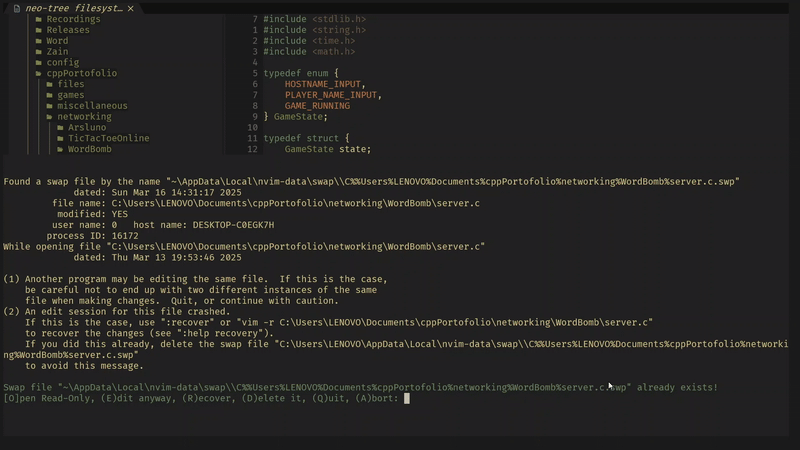 neo-tree filesyst…
Recordings
Releases
Word
Zain
config
cppPortofolio
files
games
miscellaneous
networking
Arsluno
TicTacToeOnline
WordBomb
7 #include <stdlib.h>
6 #include <string.h>
2 #include <time.h>
3 #include <math.h>
4
5 typedef enum {
6 HOSTNAME_INPUT,
7 PLAYER_NAME_INPUT,
8 GAME_RUNNING
9 } GameState;
10
11 typedef struct {
12 GameState state;
Found a swap file by the name "~\AppData\Local\nvim-data\swap\\C%%Users%LENOVO%Documents%cppPortofolio%networking%WordBomb%server.c.swp"
dated: Sun Mar 16 14:31:17 2025
file name: C:\Users\LENOVO\Documents\cppPortofolio\networking\WordBomb\server.c
modified: YES
user name: 0 host name: DESKTOP-C0EGK7H
process ID: 16172
While opening file "C:\Users\LENOVO\Documents\cppPortofolio\networking\WordBomb\server.c"
dated: Thu Mar 13 19:53:46 2025
(1) Another program may be editing the same file. If this is the case,
be careful not to end up with two different instances of the same
file when making changes. Quit, or continue with caution.
(2) An edit session for this file crashed.
If this is the case, use ":recover" or "vim -r C:\Users\LENOVO\Documents\cppPortofolio\networking\WordBomb\server.c"
to recover the changes (see ":help recovery").
If you did this already, delete the swap file "C:\Users\LENOVO\AppData\Local\nvim-data\swap\\C%%Users%LENOVO%Documents%cppPortofolio%networki
ng%WordBomb%server.c.swp"
to avoid this message.
Swap file "~\AppData\Local\nvim-data\swap\\C%%Users%LENOVO%Documents%cppPortofolio%networking%WordBomb%server.c.swp" already exists!
[O]pen Read-Only, (E)dit anyway, (R)ecover, (D)elete it, (Q)uit, (A)bort: